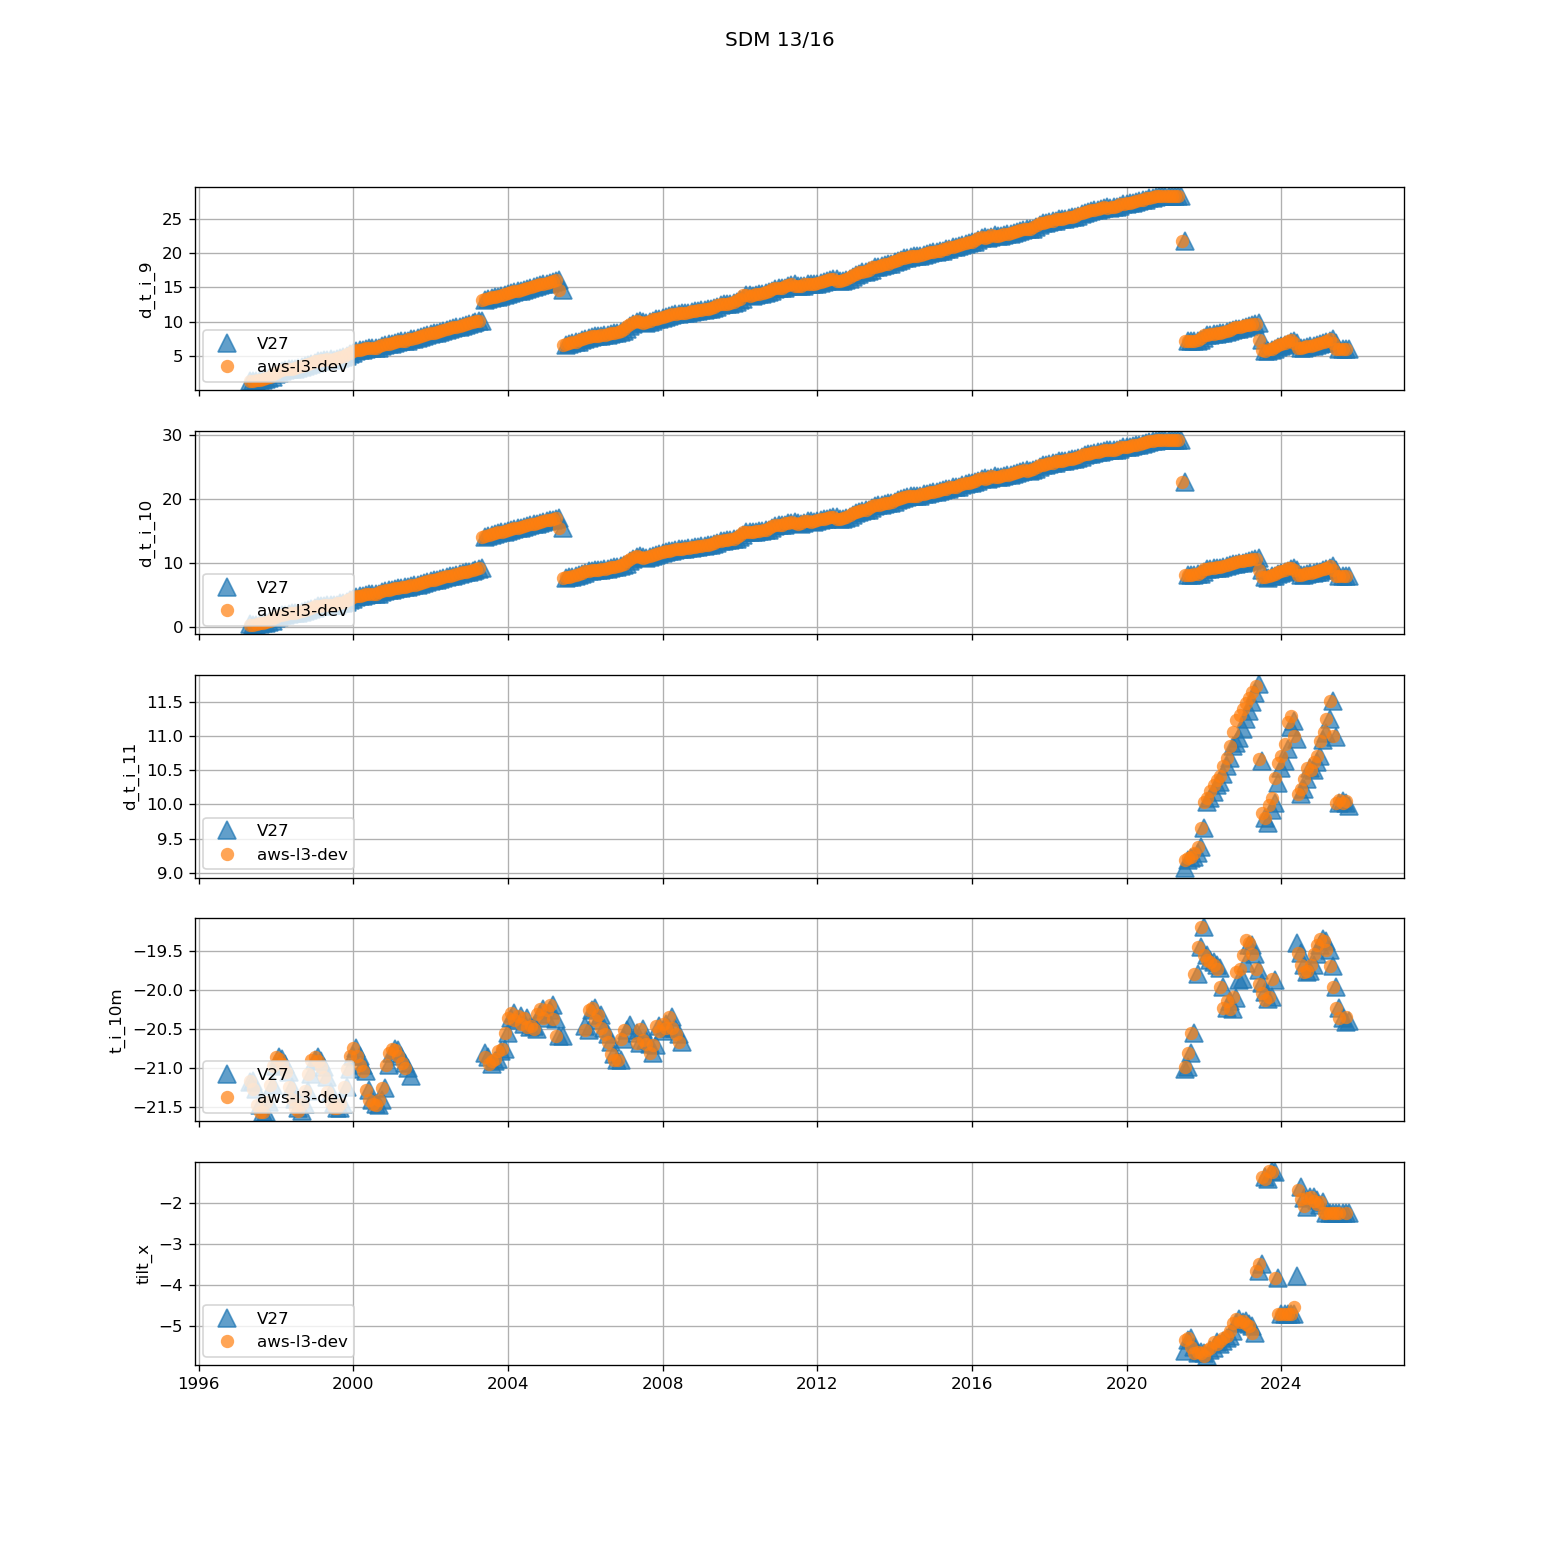 SDM 13/16
d_t_i_9
25
20
15
10
5
V27
aws-l3-dev
d_t_i_10
30
20
10
0
V27
aws-l3-dev
d_t_i_11
11.5
11.0
10.5
10.0
9.5
9.0
V27
aws-l3-dev
t_i_10m
−19.5
−20.0
−20.5
−21.0
−21.5
V27
aws-l3-dev
tilt_x
−2
−3
−4
−5
V27
aws-l3-dev
1996 2000 2004 2008 2012 2016 2020 2024